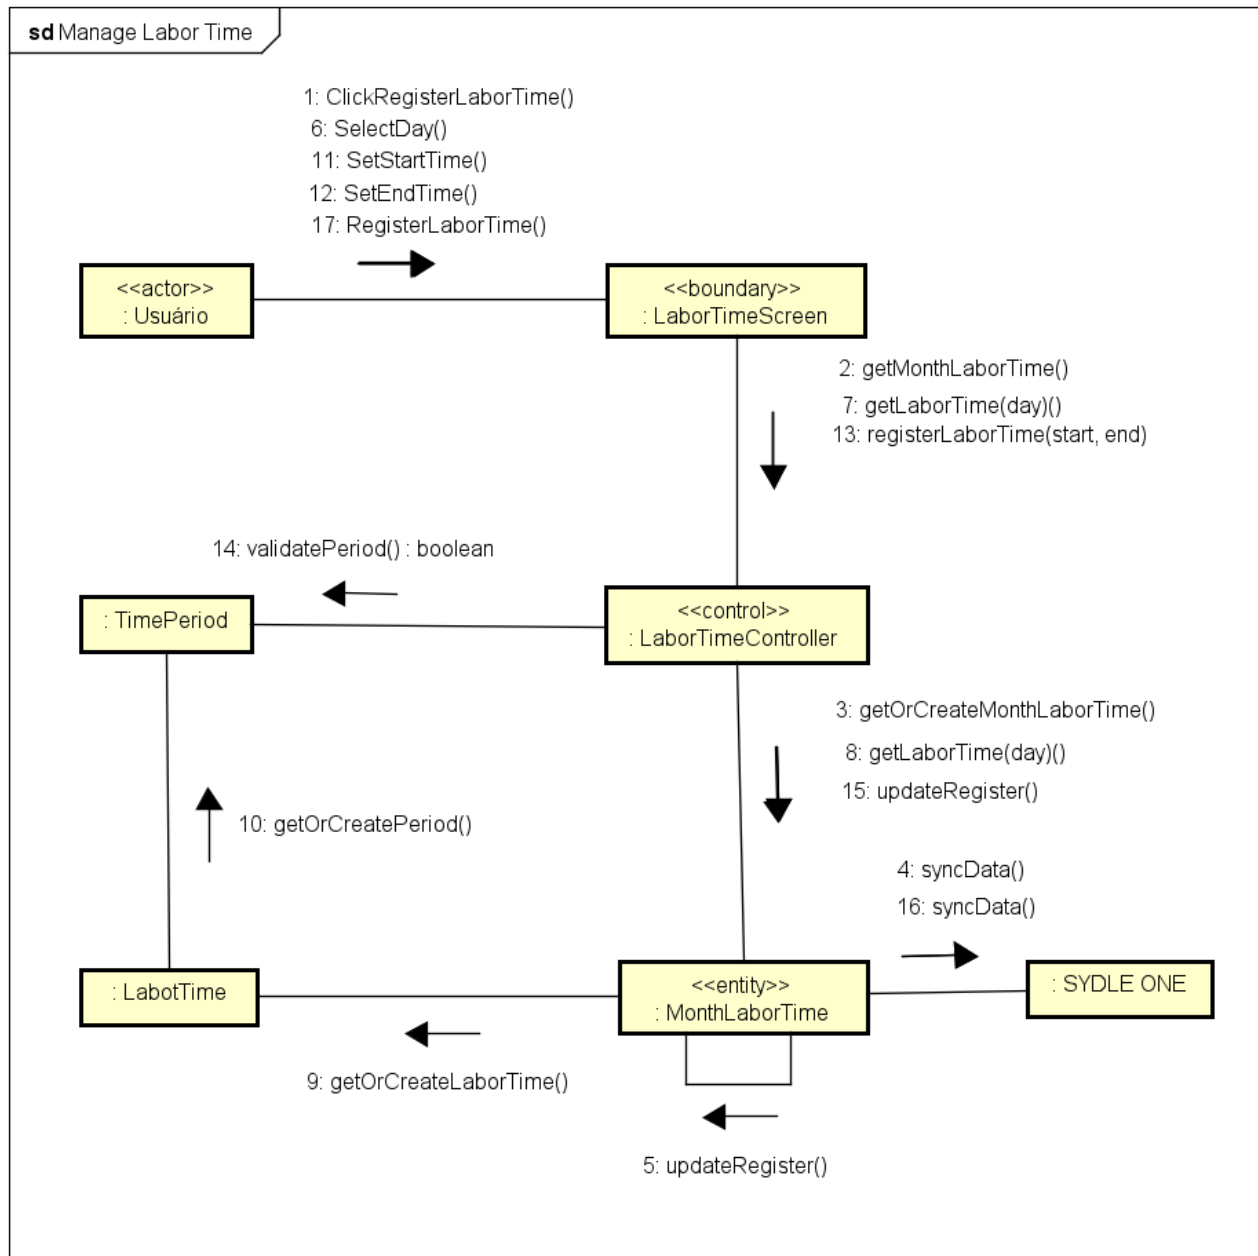 sd Manage Labor Time
1: ClickRegisterLaborTime()
6: SelectDay()
11: SetStartTime()
12: SetEndTime()
17: RegisterLaborTime()
<<actor>>
: Usuário
<<boundary>>
: LaborTimeScreen
2: getMonthLaborTime()
7: getLaborTime(day)()
13: registerLaborTime(start, end)
14: validatePeriod() : boolean
: TimePeriod
<<control>>
: LaborTimeController
3: getOrCreateMonthLaborTime()
8: getLaborTime(day)()
15: updateRegister()
10: getOrCreatePeriod()
4: syncData()
16: syncData()
: LabotTime
<<entity>>
: MonthLaborTime
: SYDLE ONE
9: getOrCreateLaborTime()
5: updateRegister()